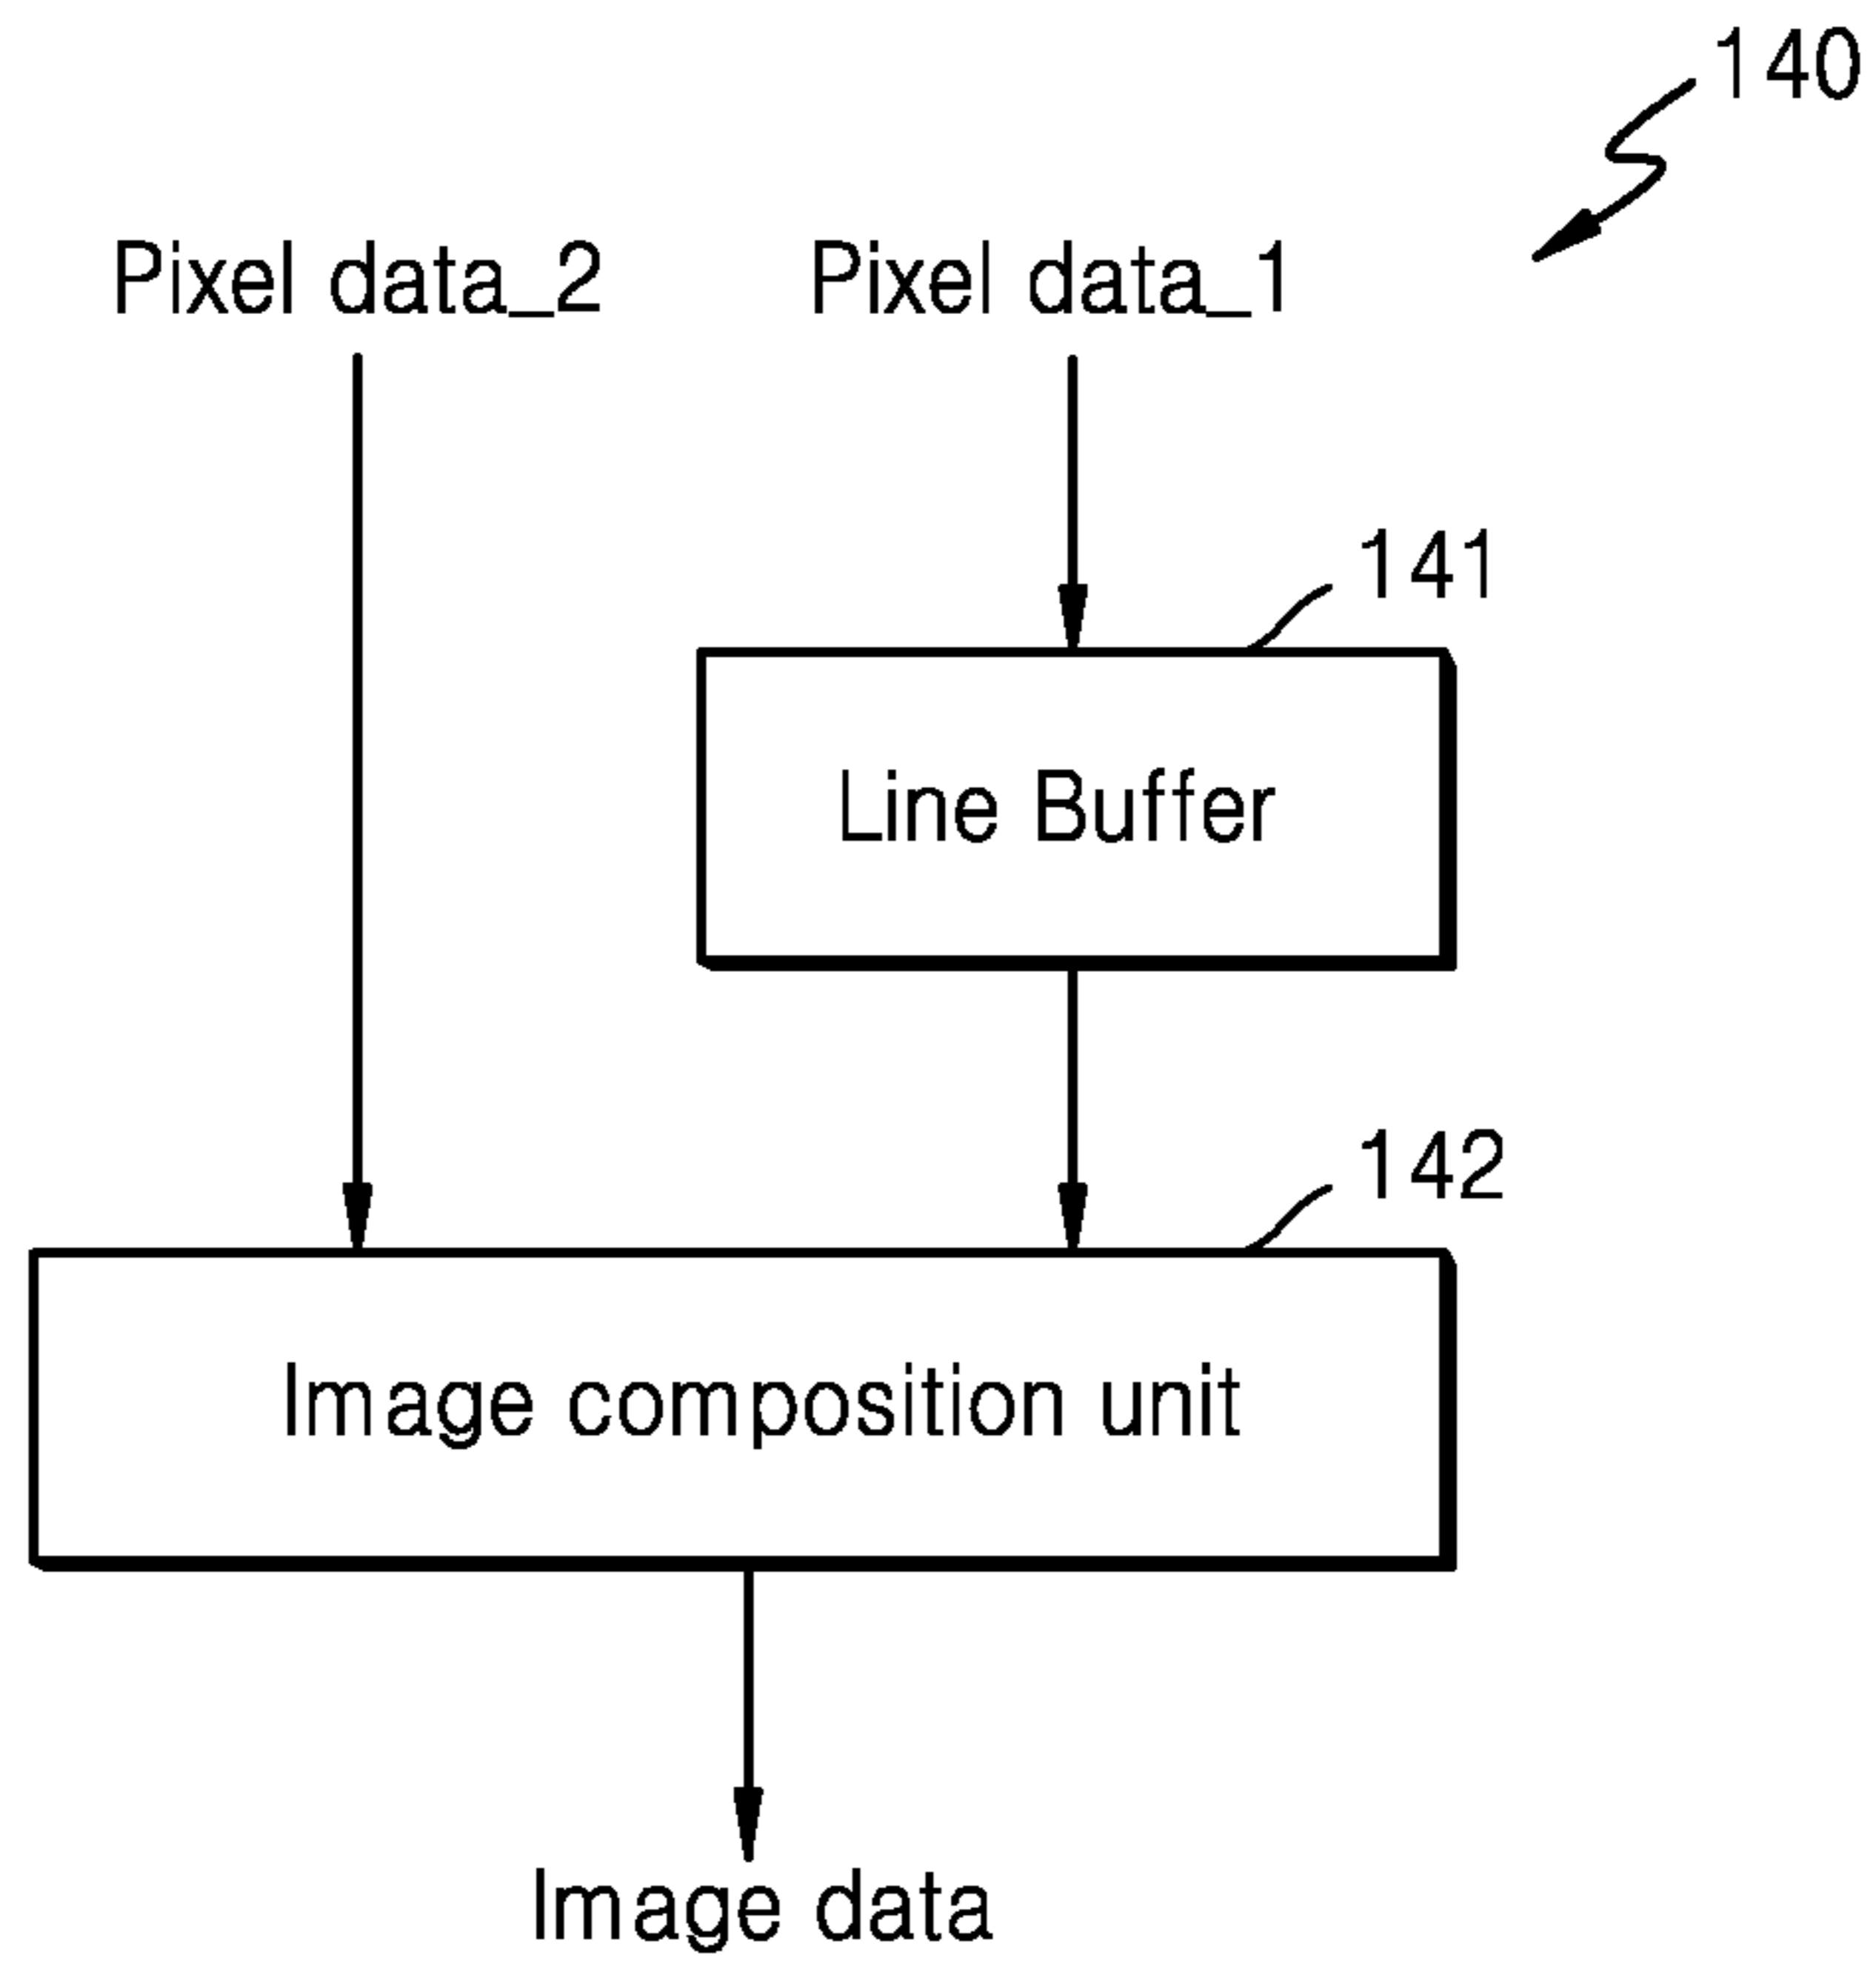 140
Pixel data_2
Pixel data_1
141
Line Buffer
142
Image composition unit
Image data